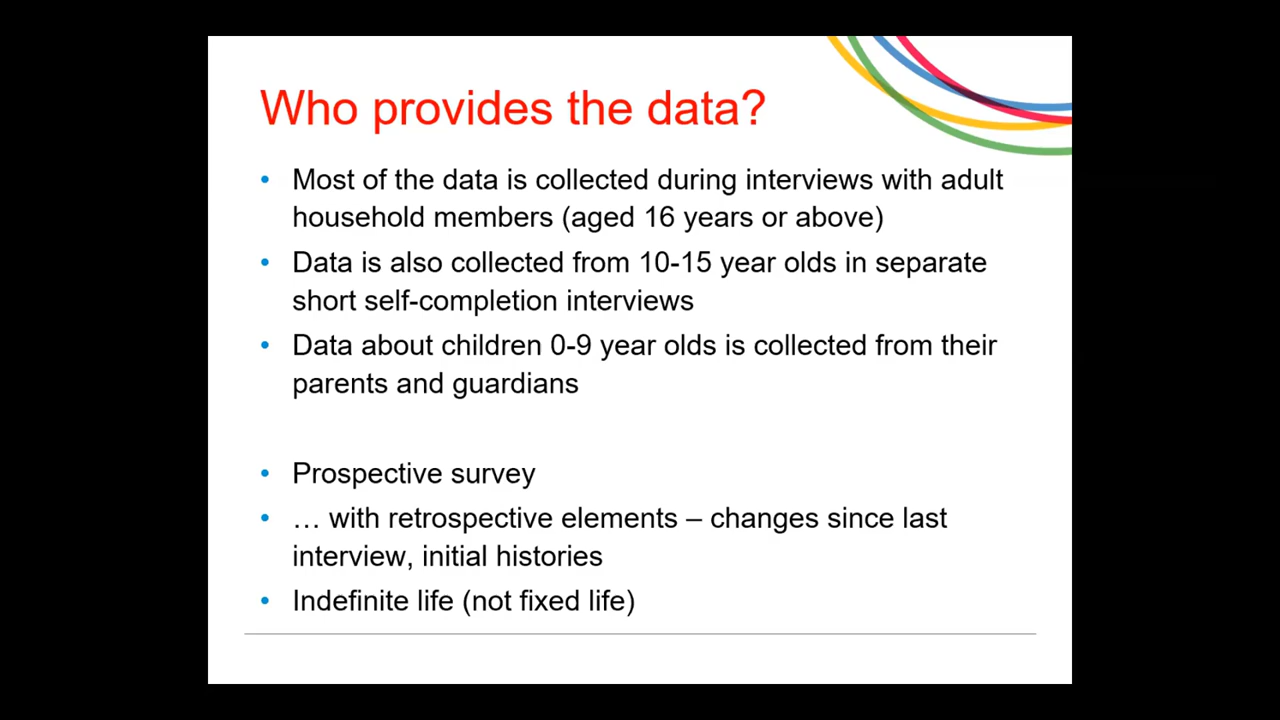 Who provides the data?
• Most of the data is collected during interviews with adult
household members (aged 16 years or above)
• Data is also collected from 10-15 year olds in separate
short self-completion interviews
• Data about children 0-9 year olds is collected from their
parents and guardians
• Prospective survey
• … with retrospective elements – changes since last
interview, initial histories
• Indefinite life (not fixed life)